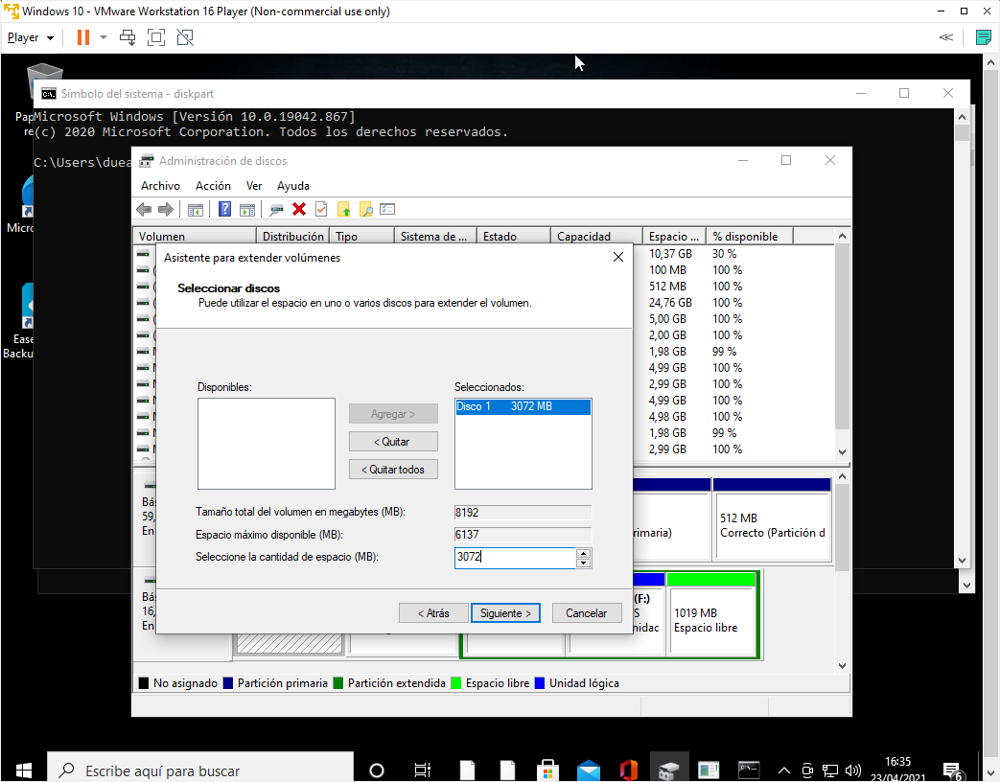 Windows 10 - VMware Workstation 16 Player (Non-commercial use only)
Player
Símbolo del sistema - diskpart
Microsoft Windows [Versión 10.0.19042.867]
(c) 2020 Microsoft Corporation. Todos los derechos reservados.
C:\Users\duea
Pap
re
Micro
Ease
Backu
Administración de discos
Archivo Acción Ver Ayuda
Volumen Distribución Tipo Sistema de ... Estado Capacidad Espacio ... % disponible
10,37 GB 30 %
100 MB 100 %
512 MB 100 %
24,76 GB 100 %
5,00 GB 100 %
2,00 GB 100 %
1,98 GB 99 %
4,99 GB 100 %
2,99 GB 100 %
4,99 GB 100 %
4,98 GB 100 %
1,98 GB 99 %
2,99 GB 100 %
Asistente para extender volúmenes
Seleccionar discos
Puede utilizar el espacio en uno o varios discos para extender el volumen.
Disponibles:
Seleccionados:
Disco 1 3072 MB
Agregar >
< Quitar
< Quitar todos
Tamaño total del volumen en megabytes (MB): 8192
Espacio máximo disponible (MB): 6137
Seleccione la cantidad de espacio (MB): 3072
< Atrás Siguiente > Cancelar
Bás
59,
En
rimaria)
512 MB
Correcto (Partición d
Bás
16,
En
(F:)
S
nidac
1019 MB
Espacio libre
No asignado Partición primaria Partición extendida Espacio libre Unidad lógica
Escribe aquí para buscar
16:35
23/04/2021
6